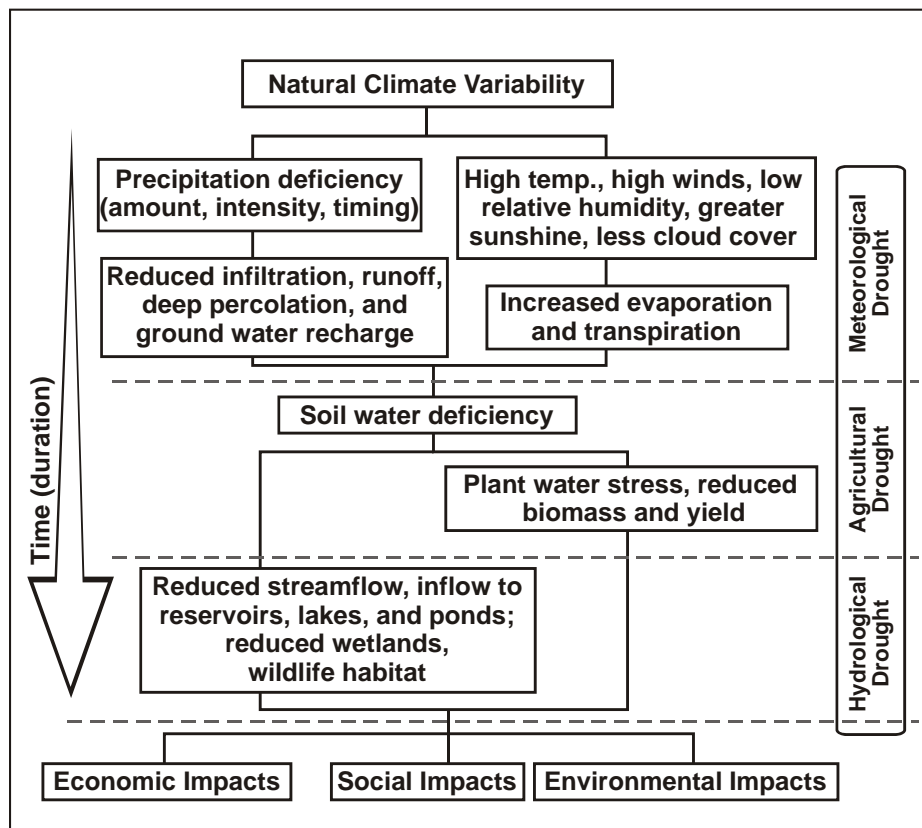 Natural Climate Variability
Precipitation deficiency
(amount, intensity, timing)
High temp., high winds, low
relative humidity, greater
sunshine, less cloud cover
Reduced infiltration, runoff,
deep percolation, and
ground water recharge
Increased evaporation
and transpiration
Meteorological
Drought
Time (duration)
Soil water deficiency
Plant water stress, reduced
biomass and yield
Agricultural
Drought
Reduced streamflow, inflow to
reservoirs, lakes, and ponds;
reduced wetlands,
wildlife habitat
Hydrological
Drought
Economic Impacts
Social Impacts
Environmental Impacts